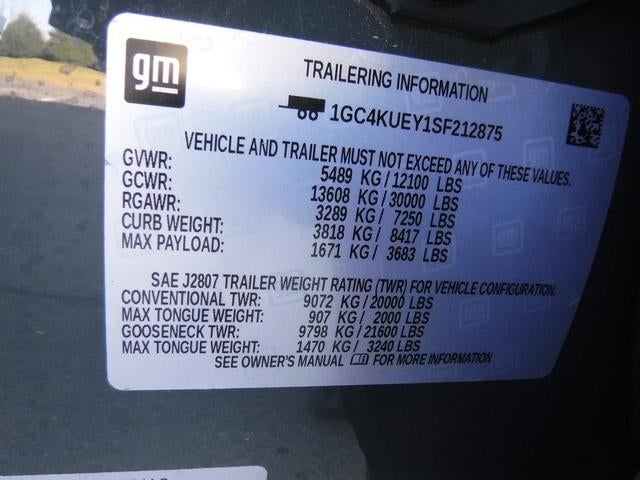 gm
TRAILERING INFORMATION
1GC4KUEY1SF212875
VEHICLE AND TRAILER MUST NOT EXCEED ANY OF THESE VALUES.
GVWR: 5489 KG/ 12100 LBS
GCWR: 13608 KG/ 30000 LBS
RGAWR: 3289 KG/ 7250 LBS
CURB WEIGHT: 3818 KG/ 8417 LBS
MAX PAYLOAD: 1671 KG/ 3683 LBS
SAE J2807 TRAILER WEIGHT RATING (TWR) FOR VEHICLE CONFIGURATION.
CONVENTIONAL TWR: 9072 KG/ 20000 LBS
MAX TONGUE WEIGHT: 907 KG/ 2000 LBS
GOOSENECK TWR: 9798 KG/ 21600 LBS
MAX TONGUE WEIGHT: 1470 KG/ 3240 LBS
SEE OWNER'S MANUAL FOR MORE INFORMATION